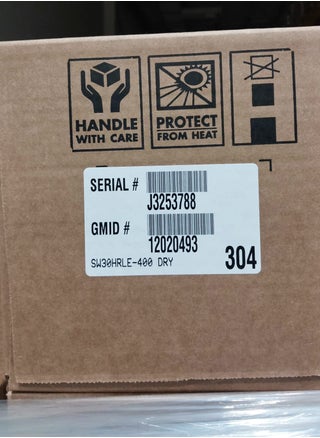 HANDLE
WITH CARE
PROTECT
FROM HEAT
SERIAL #
J3253788
GMID #
12020493
SW30HRLE-400 DRY
304